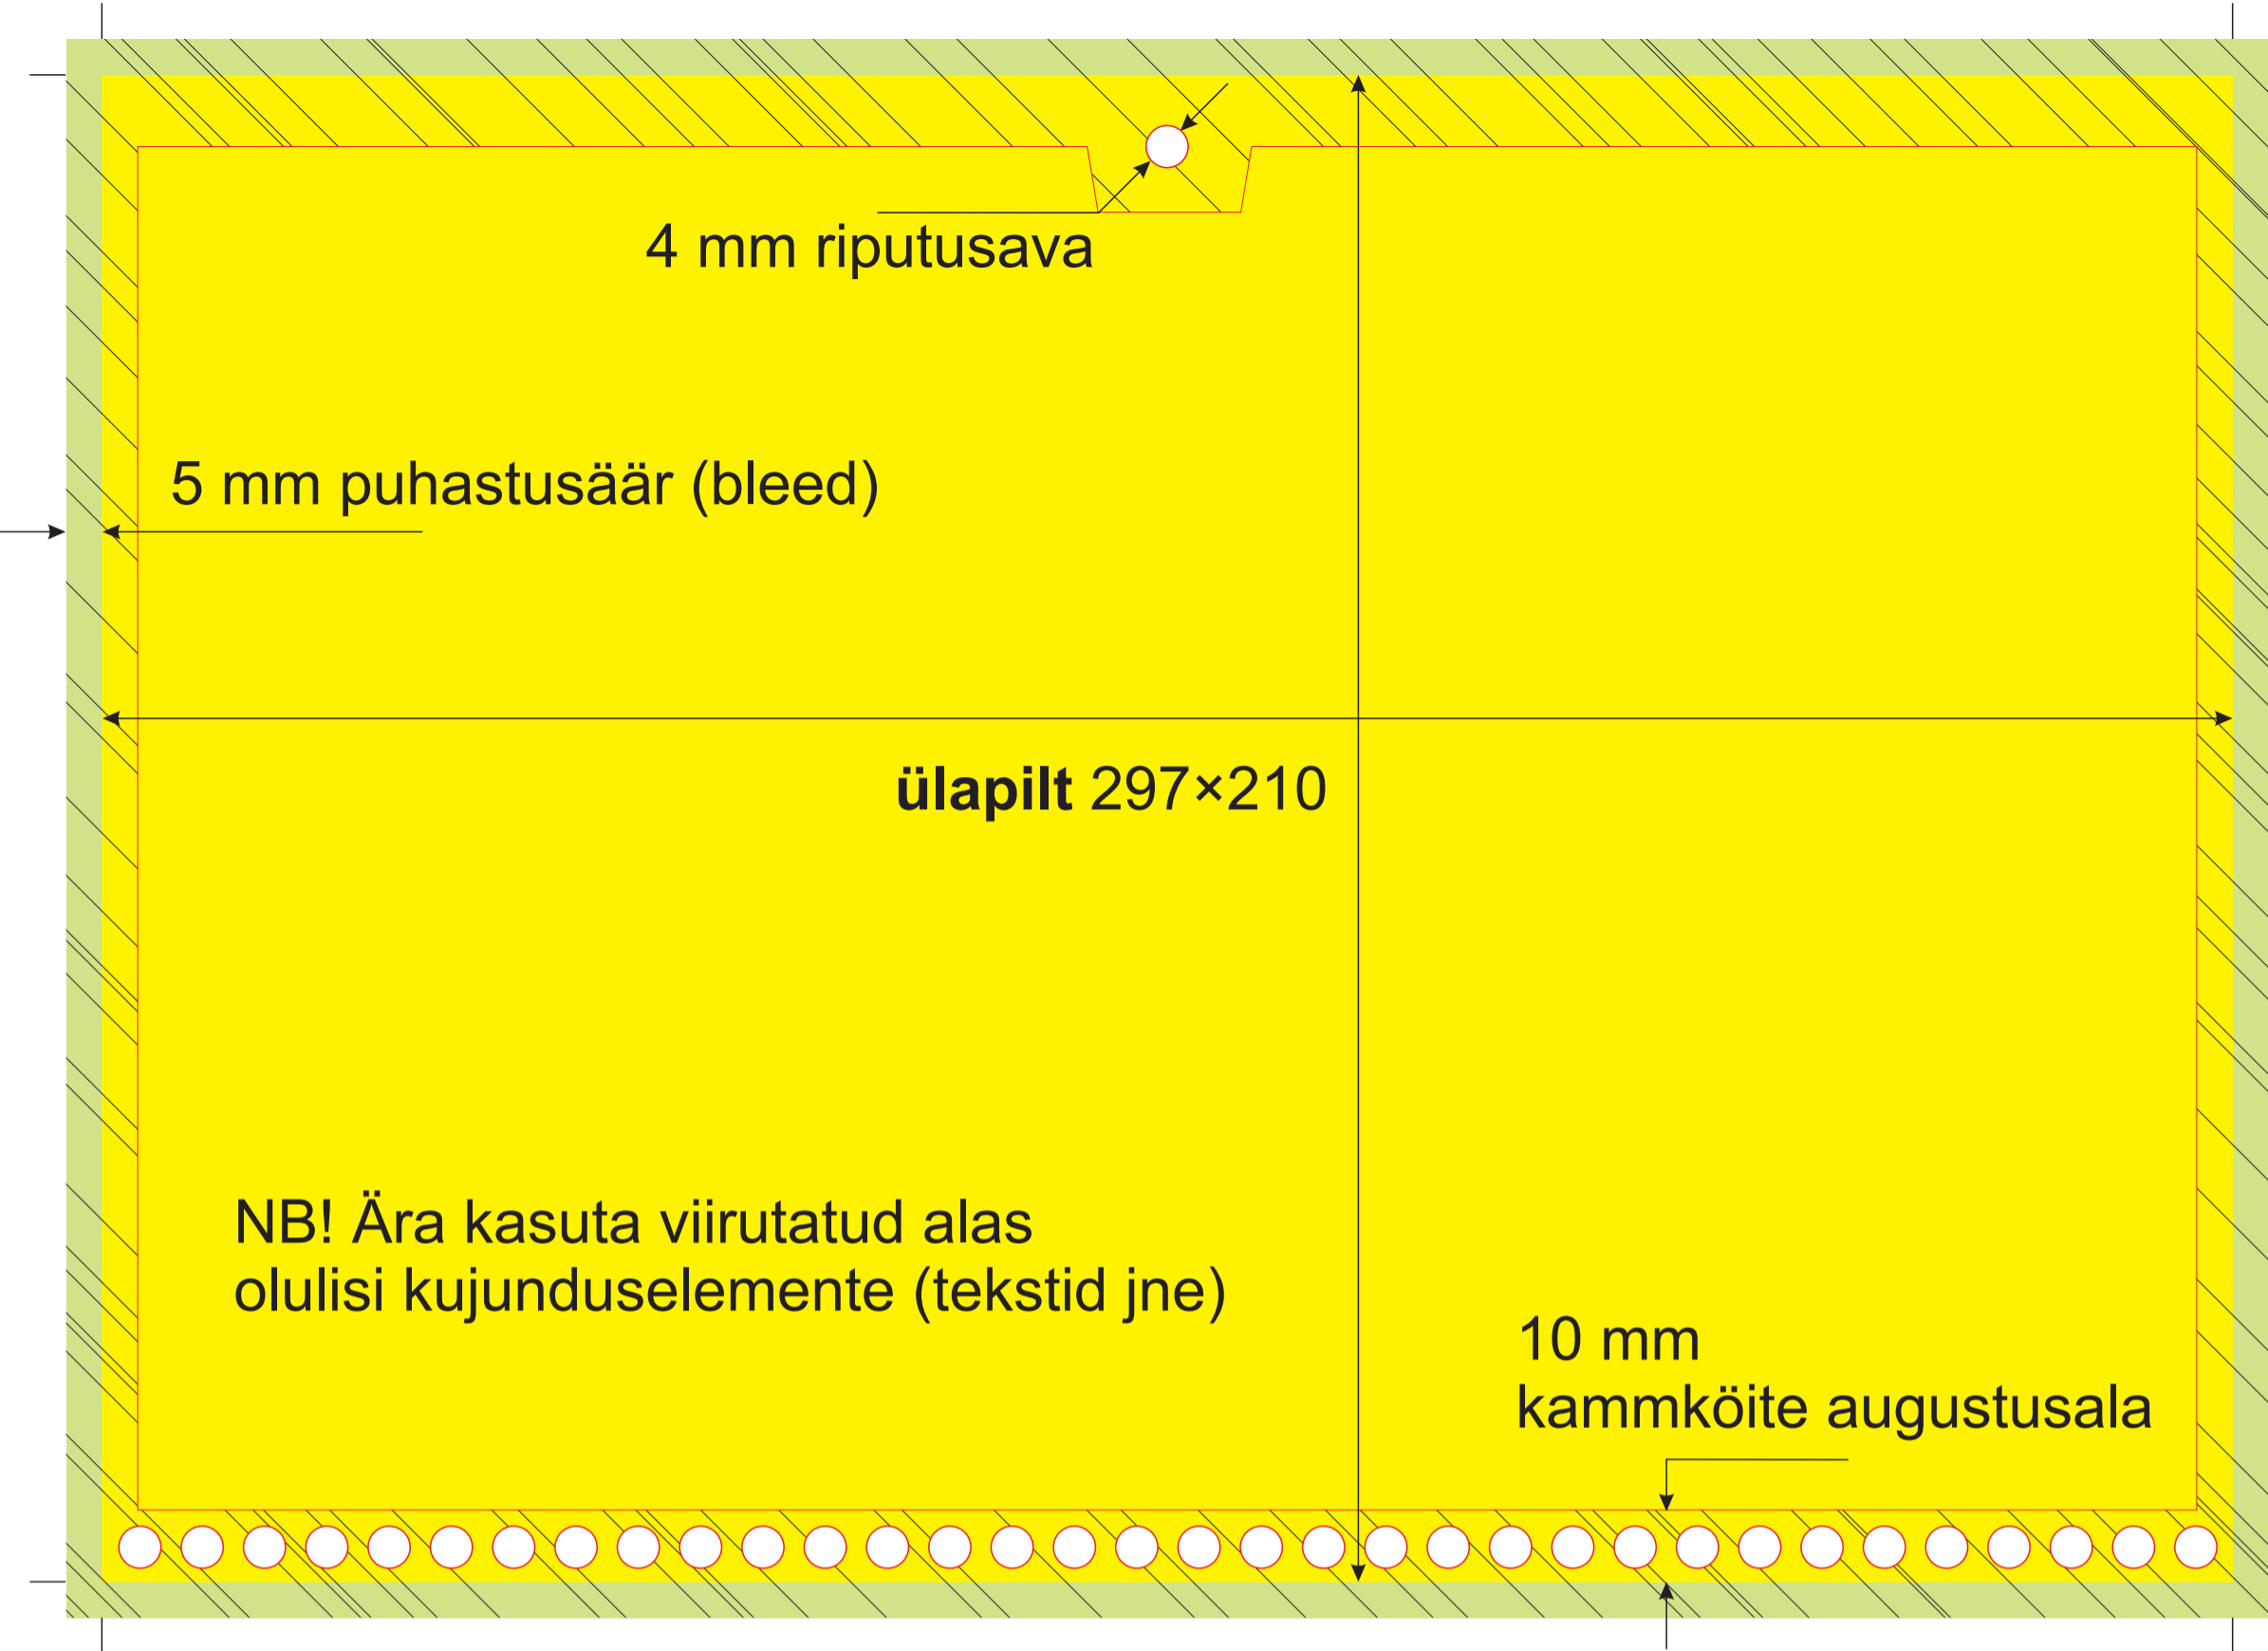 4 mm riputusava
5 mm puhastusäär (bleed)
ülapilt 297×210
NB! Ära kasuta viirutatud alas
olulisi kujunduselemente (tekstid jne)
10 mm
kammköite augustusala